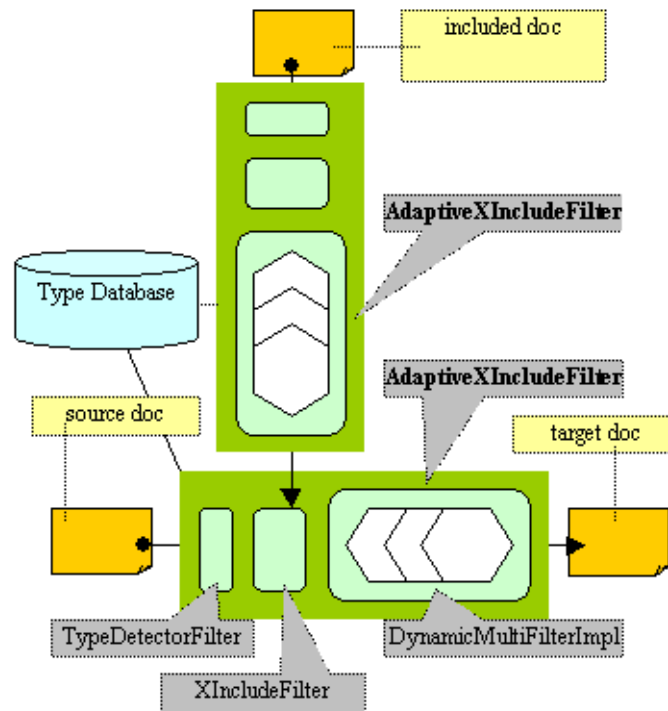 included doc
AdaptiveXIncludeFilter
Type Database
AdaptiveXIncludeFilter
source doc
target doc
TypeDetectorFilter
DynamicMultiFilterImpl
XIncludeFilter